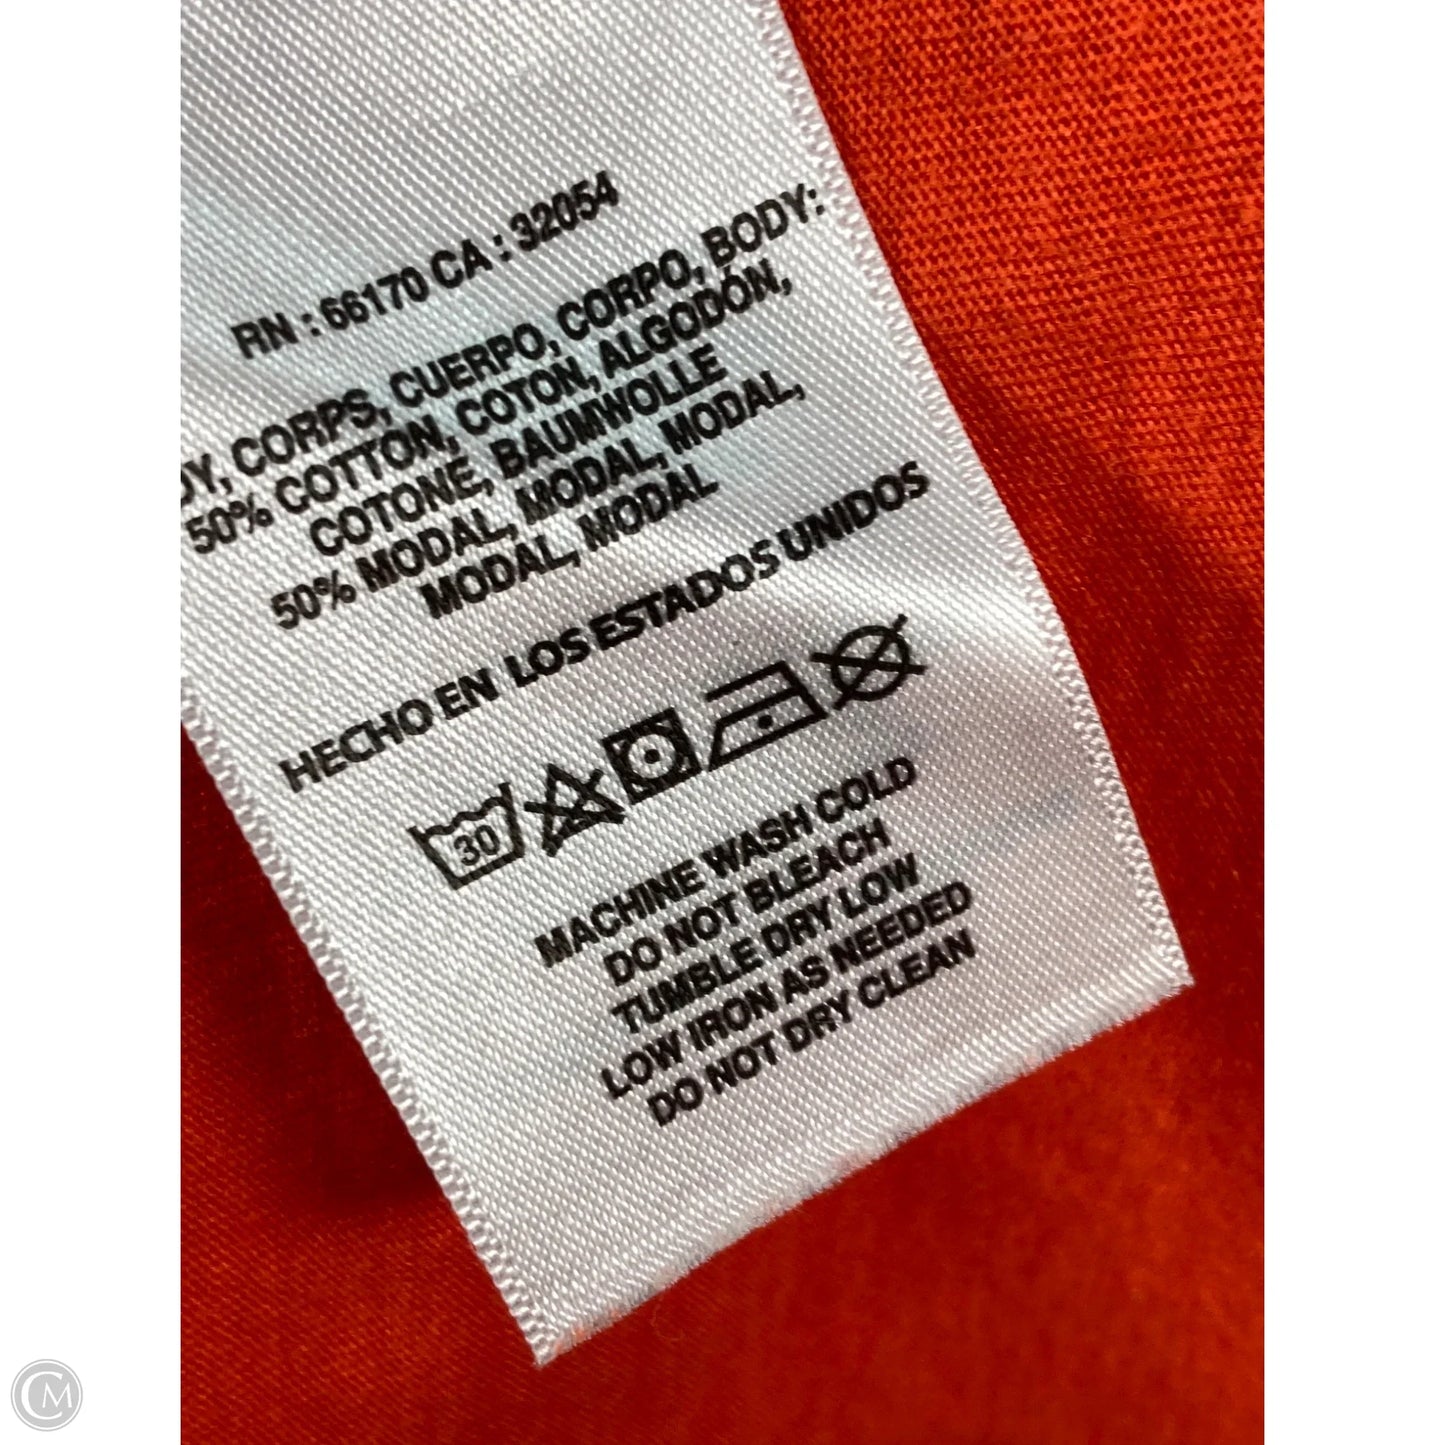 RN : 66170 CA : 32054
CORPS, CUERPO, CORPO, BODY:
50% COTTON, COTON, ALGODÓN,
COTONE, BAUMWOLLE
50% MODAL, MODAL, MODAL,
MODAL, MODAL
HECHO EN LOS ESTADOS UNIDOS
30
MACHINE WASH COLD
DO NOT BLEACH
TUMBLE DRY LOW
LOW IRON AS NEEDED
DO NOT DRY CLEAN
CM